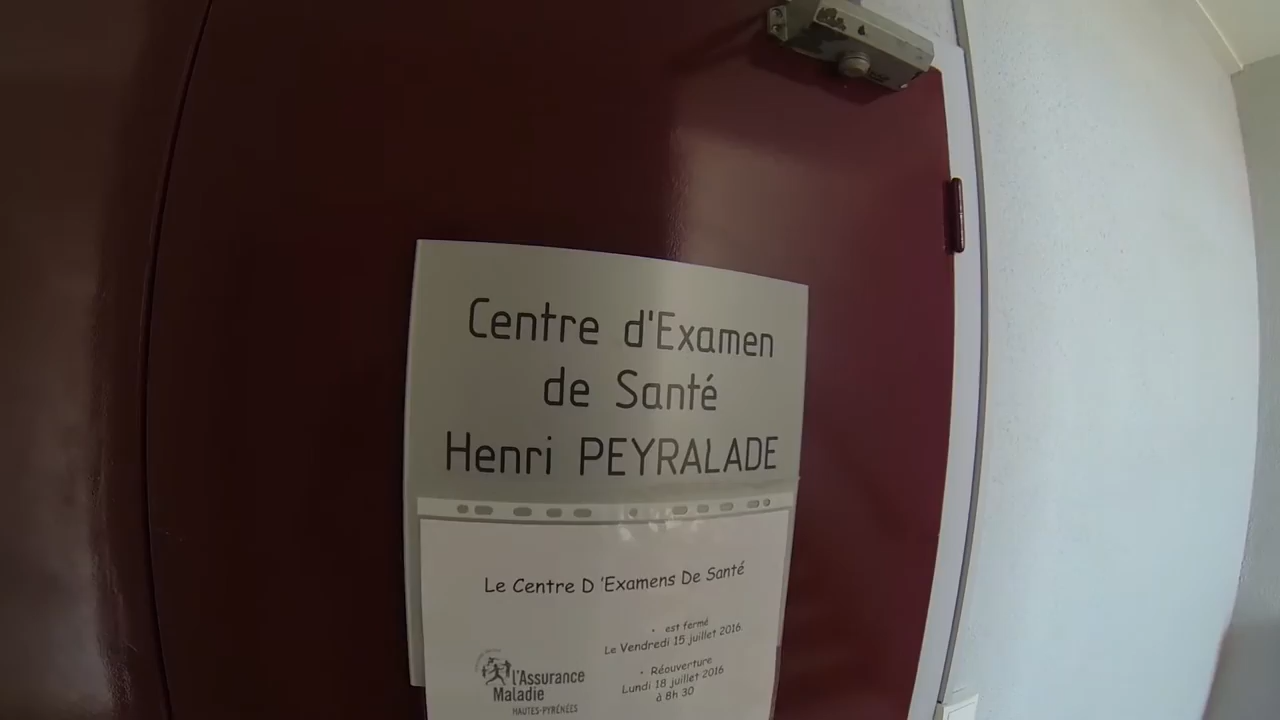 Centre d'Examen
de Santé
Henri PEYRALADE
Le Centre D 'Examens De Santé
• est fermé
Le Vendredi 15 juillet 2016.
• Réouverture
Lundi 18 juillet 2016
à 8h 30
l'Assurance
Maladie
HAUTES-PYRÉNÉES